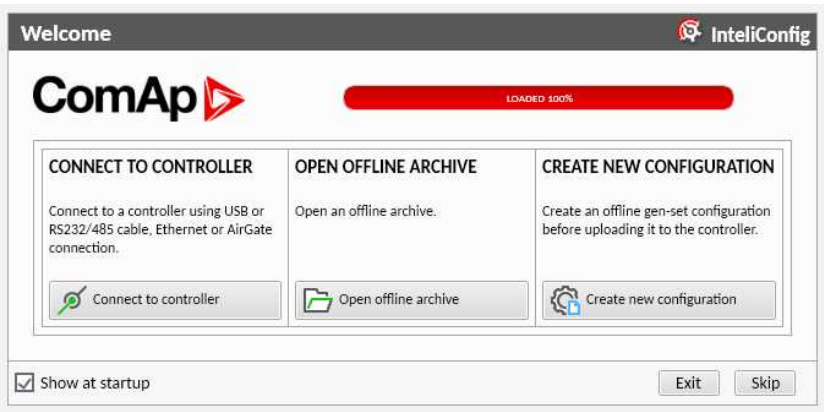 Welcome
InteliConfig
ComAp
LOADED 100%
CONNECT TO CONTROLLER
Connect to a controller using USB or
RS232/485 cable, Ethernet or AirGate
connection.
Connect to controller
OPEN OFFLINE ARCHIVE
Open an offline archive.
Open offline archive
CREATE NEW CONFIGURATION
Create an offline gen-set configuration
before uploading it to the controller.
Create new configuration
Show at startup
Exit
Skip